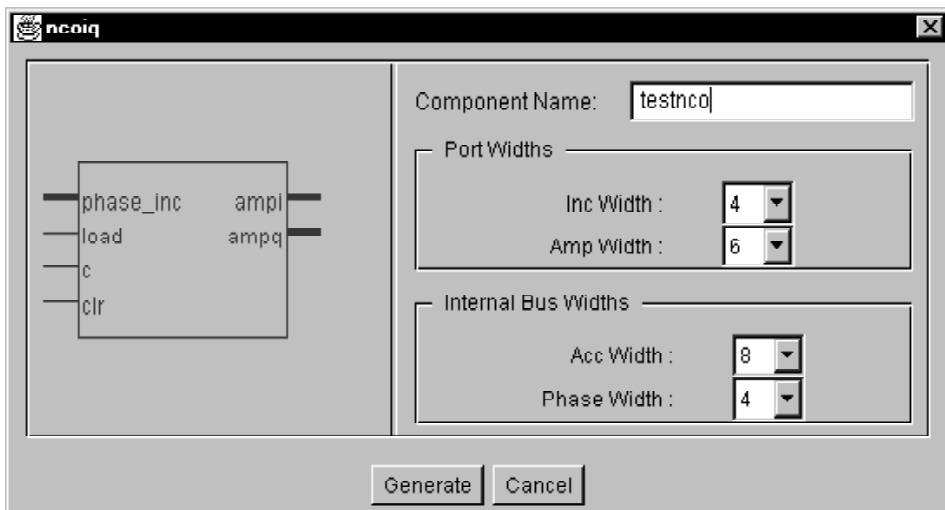 ncoiq
phase_inc ampi
load ampq
c
clr
Component Name: testnco
Port Widths
Inc Width : 4
Amp Width : 6
Internal Bus Widths
Acc Width : 8
Phase Width : 4
Generate Cancel